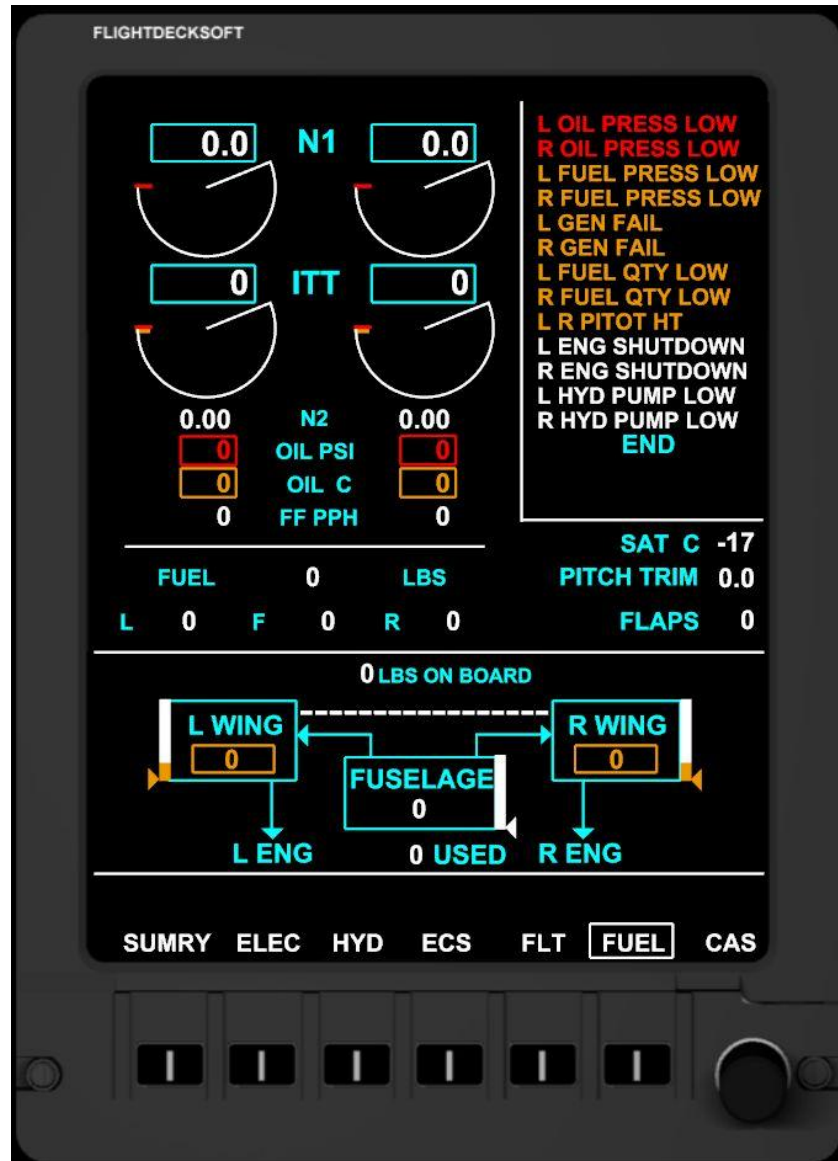 FLIGHTDECKSOFT
0.0 N1 0.0
0 ITT 0
0.00 N2 0.00
0 OIL PSI 0
0 OIL C 0
0 FF PPH 0
L OIL PRESS LOW
R OIL PRESS LOW
L FUEL PRESS LOW
R FUEL PRESS LOW
L GEN FAIL
R GEN FAIL
L FUEL QTY LOW
R FUEL QTY LOW
L R PITOT HT
L ENG SHUTDOWN
R ENG SHUTDOWN
L HYD PUMP LOW
R HYD PUMP LOW
END
FUEL 0 LBS
L 0 F 0 R 0
SAT C -17
PITCH TRIM 0.0
FLAPS 0
0 LBS ON BOARD
L WING R WING
0 0
FUSELAGE
0
L ENG 0 USED R ENG
SUMRY ELEC HYD ECS FLT FUEL CAS